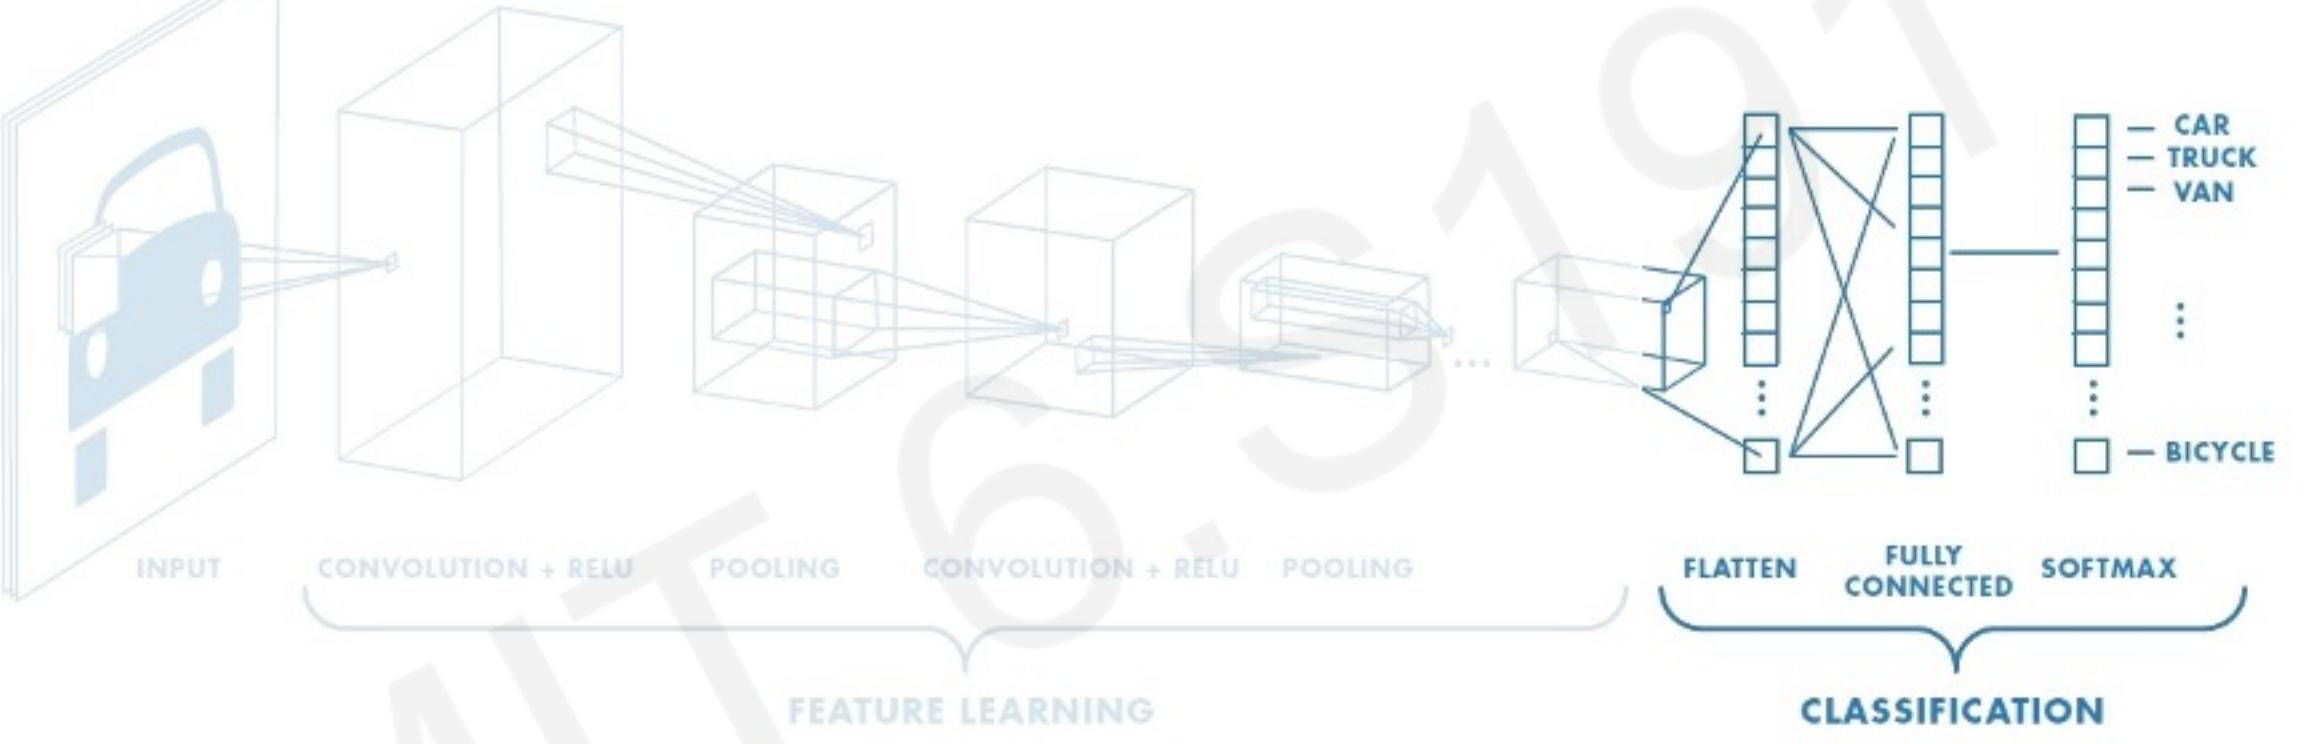 CAR
TRUCK
VAN
BICYCLE
INPUT
CONVOLUTION + RELU
POOLING
CONVOLUTION + RELU
POOLING
FLATTEN
FULLY
CONNECTED
SOFTMAX
FEATURE LEARNING
CLASSIFICATION
MIT 6.S191